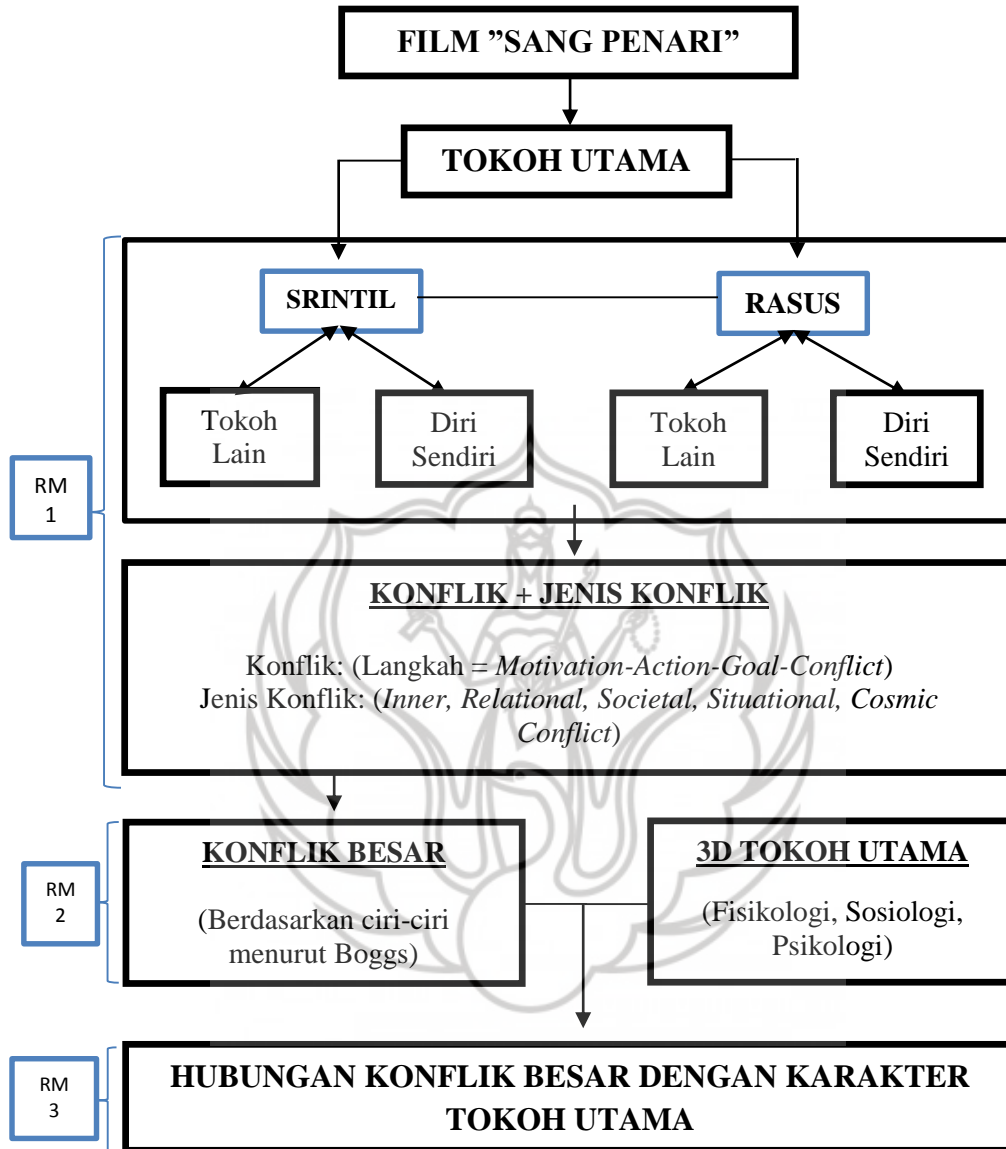 FILM ”SANG PENARI”
TOKOH UTAMA
SRINTIL
RASUS
Tokoh
Lain
Diri
Sendiri
Tokoh
Lain
Diri
Sendiri
RM
1
KONFLIK + JENIS KONFLIK
Konflik: (Langkah = Motivation-Action-Goal-Conflict)
Jenis Konflik: (Inner, Relational, Societal, Situational, Cosmic
Conflict)
RM
2
KONFLIK BESAR
(Berdasarkan ciri-ciri
menurut Boggs)
3D TOKOH UTAMA
(Fisikologi, Sosiologi,
Psikologi)
RM
3
HUBUNGAN KONFLIK BESAR DENGAN KARAKTER
TOKOH UTAMA